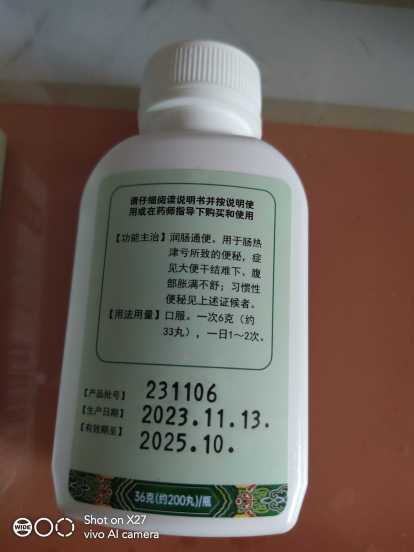 请仔细阅读说明书并按说明使
用或在药师指导下购买和使用
【功能主治】润肠通便。用于肠热
津亏所致的便秘,症
见大便干结难下、腹
部胀满不舒;习惯性
便秘见上述证候者。
【用法用量】口服。一次6克(约
33丸),一日1~2次。
【产品批号】231106
【生产日期】2023.11.13.
【有效期至】2025.10.
36克(约200丸)/瓶
WIDE
Shot on X27
vivo AI camera